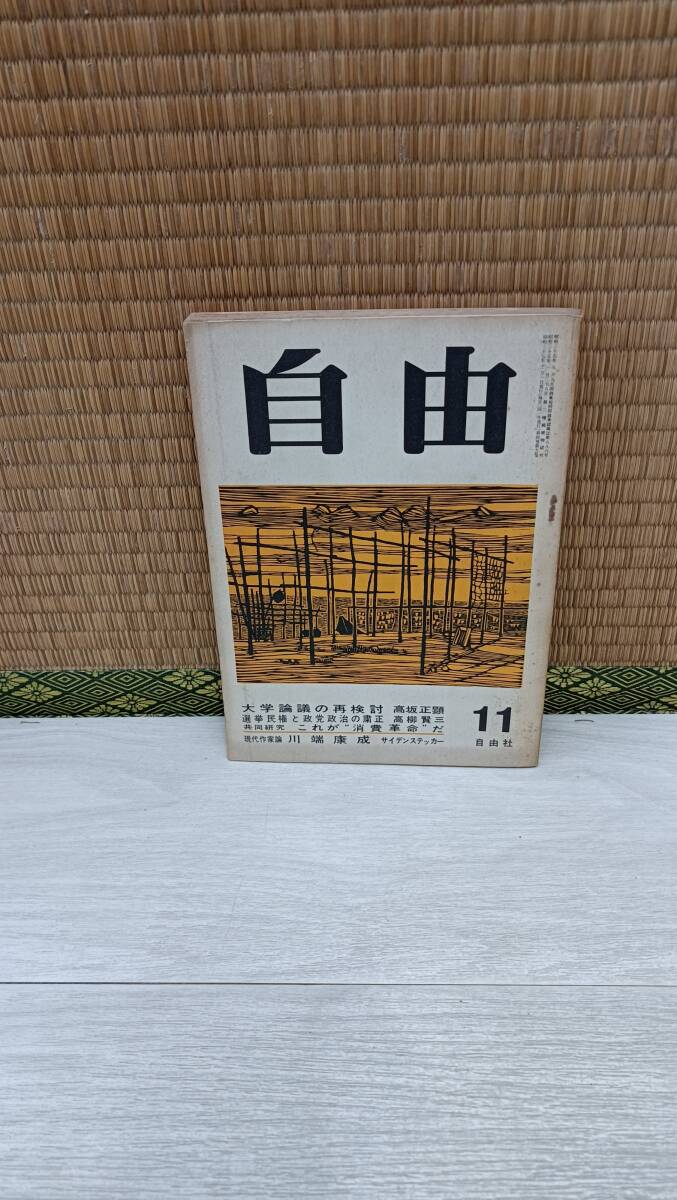 自由
大学論議の再検討 高坂正顕
選挙民権と政党政治の粛正 高柳賢三
共同研究 これが"消費革命"だ
現代作家論 川端康成 サイデンステッカー
11
自由社